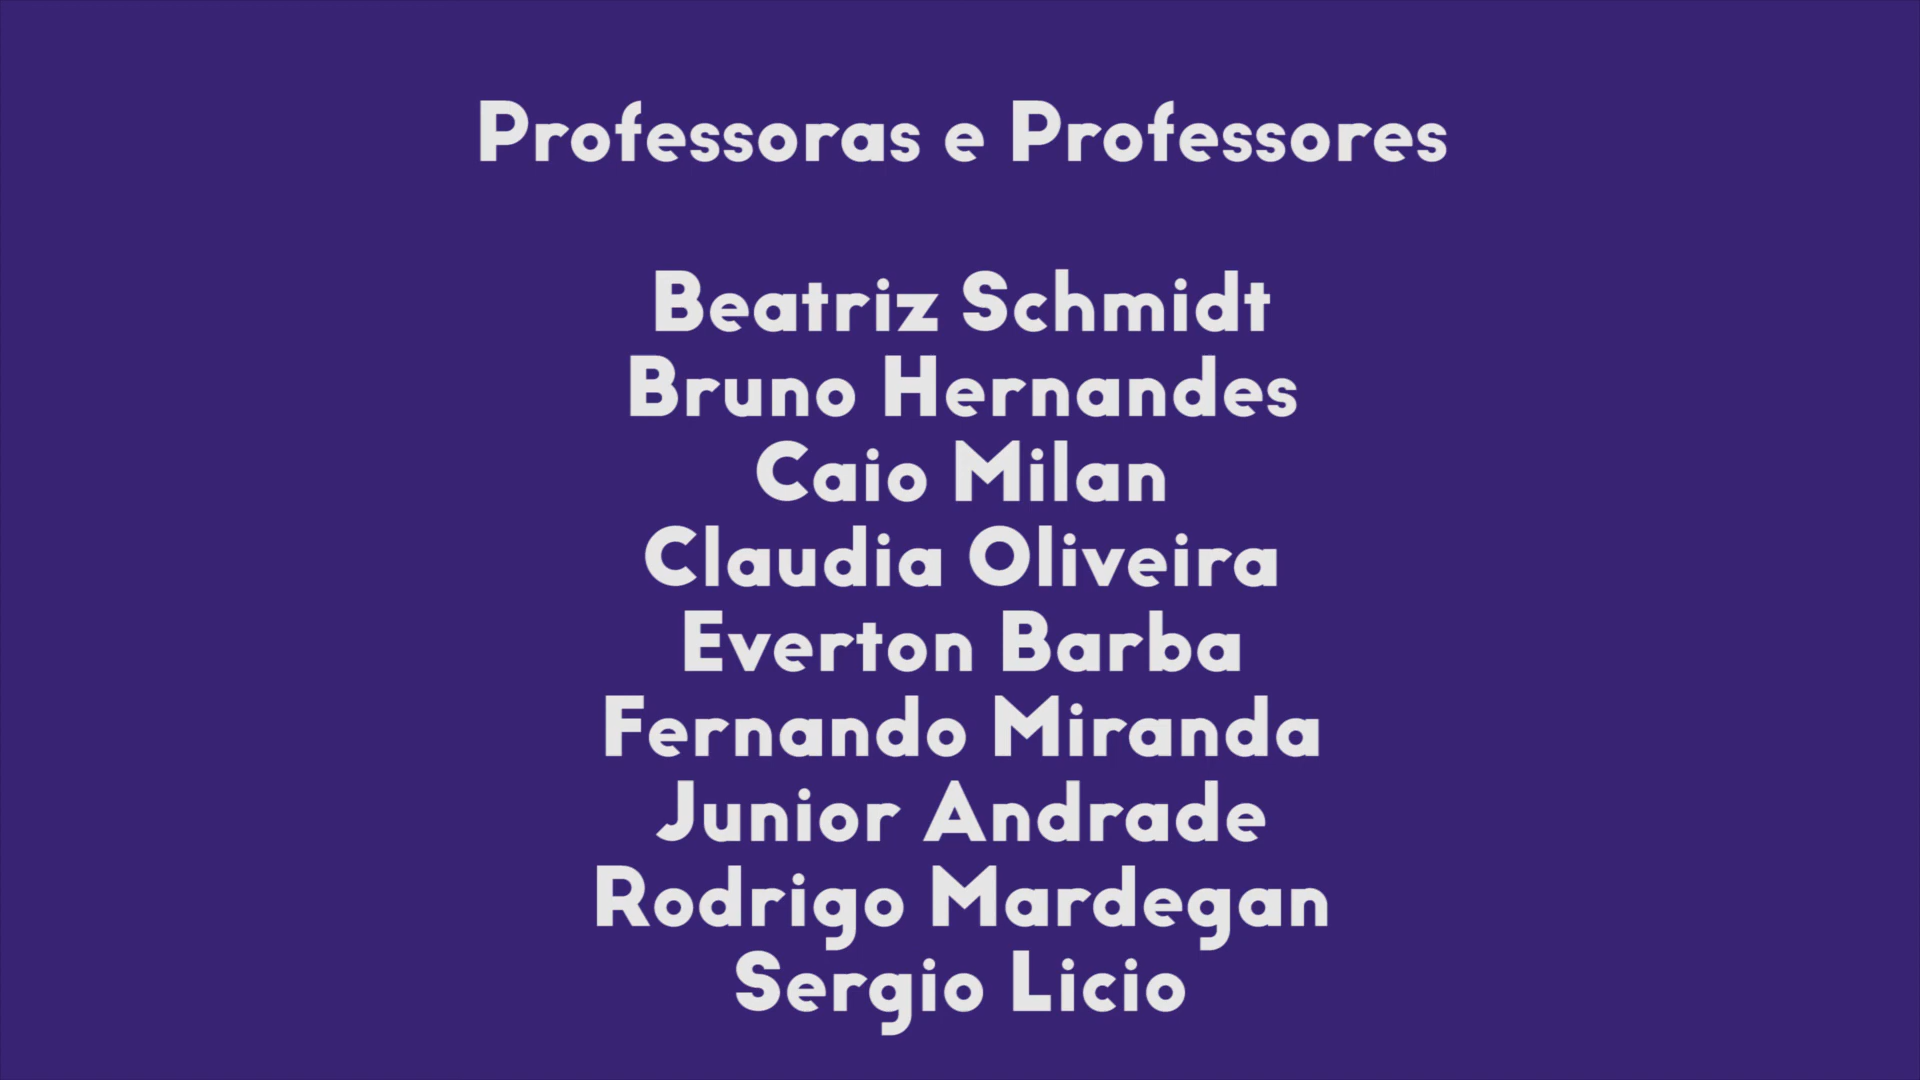 Professoras e Professores
Beatriz Schmidt
Bruno Hernandes
Caio Milan
Claudia Oliveira
Everton Barba
Fernando Miranda
Junior Andrade
Rodrigo Mardegan
Sergio Licio